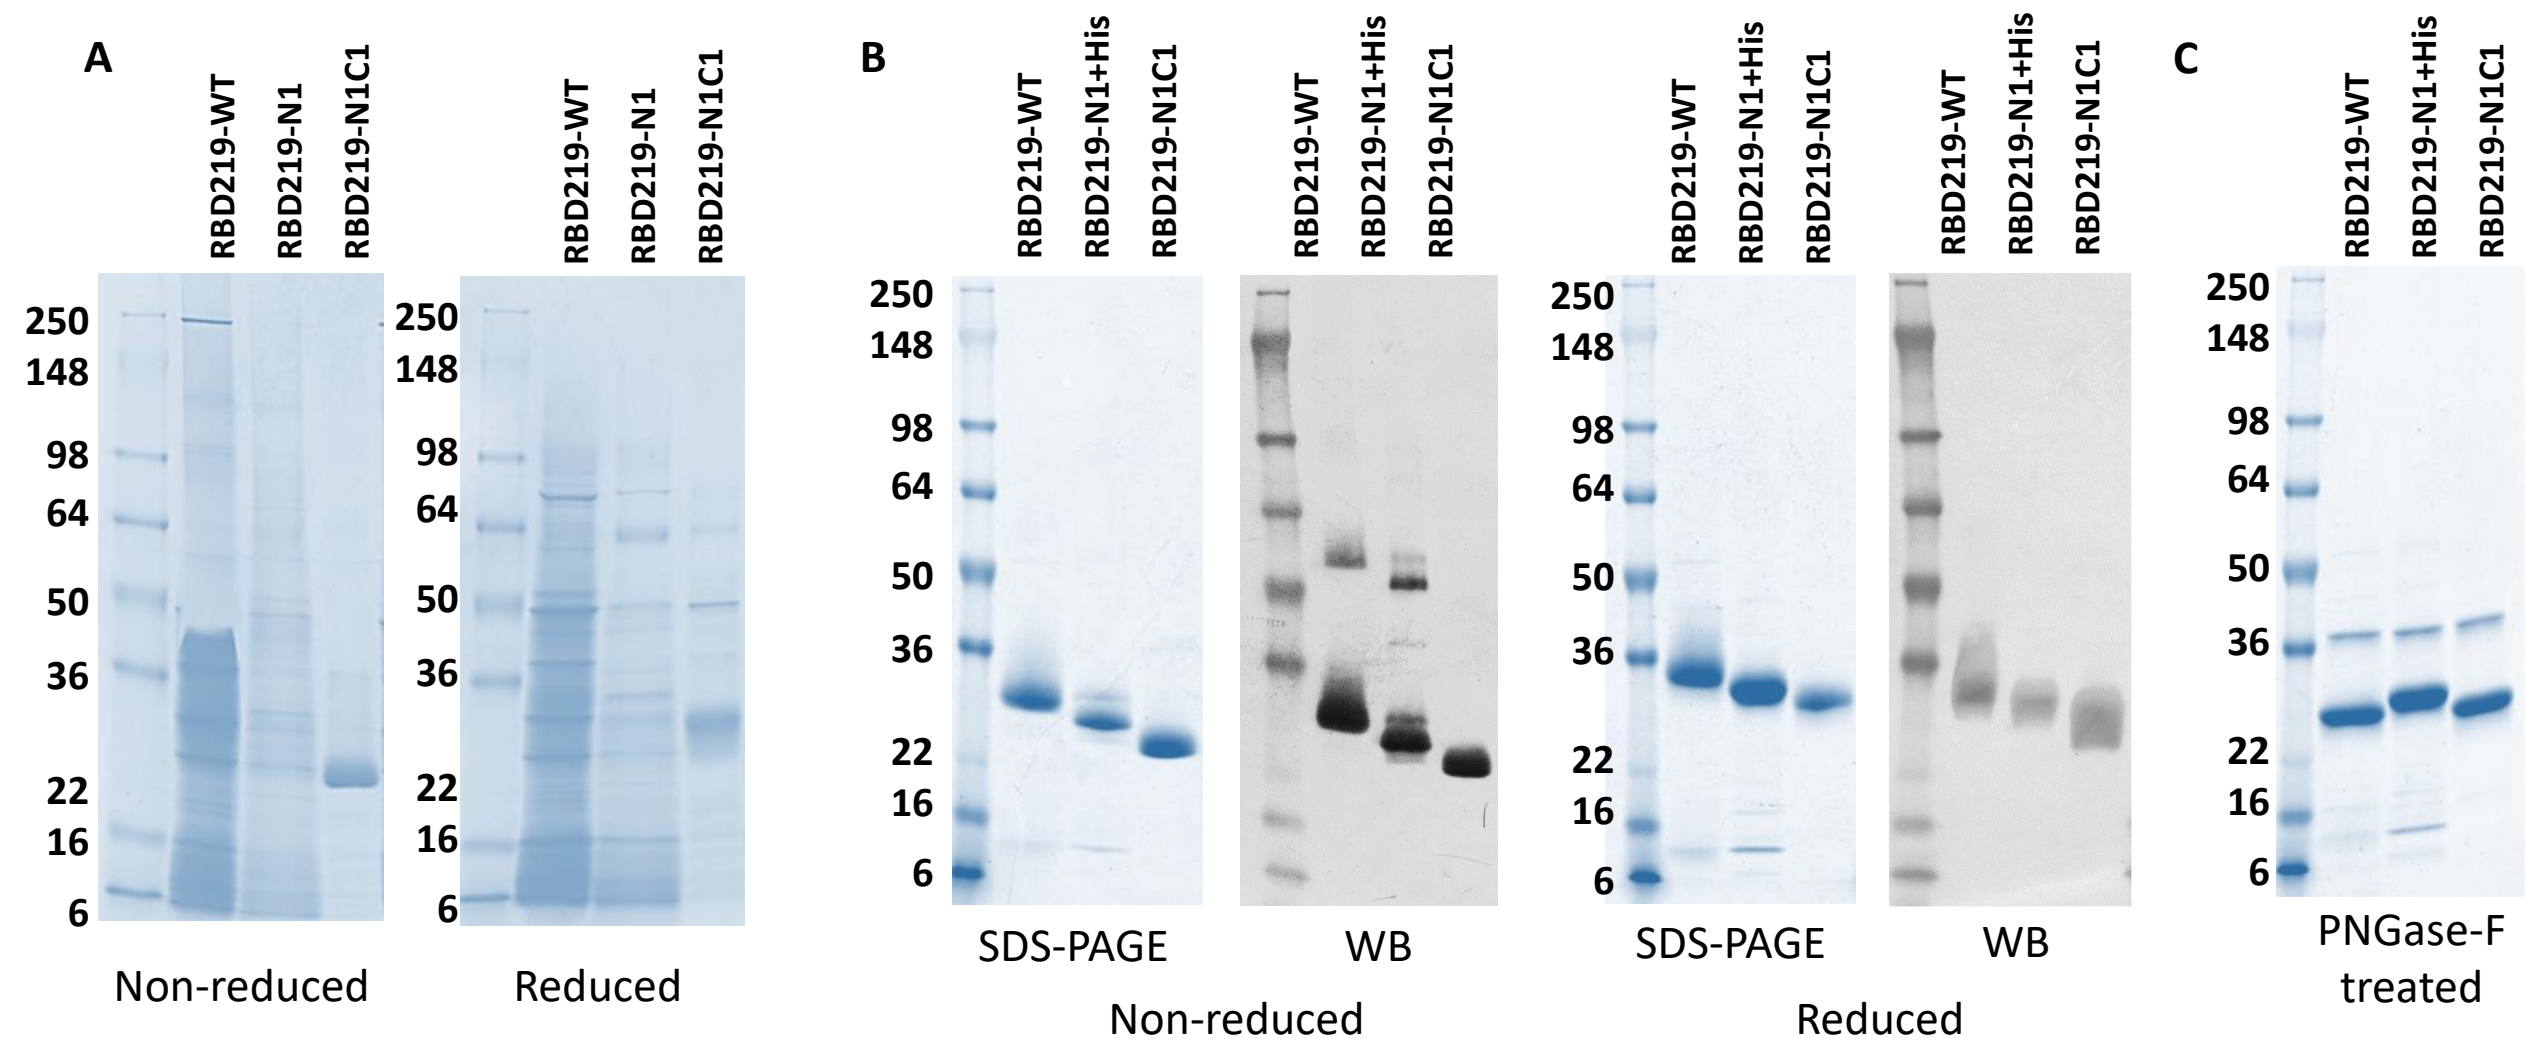 A
RBD219-WT
RBD219-N1
RBD219-N1C1
250
148
98
64
50
36
22
16
6
Non-reduced
RBD219-WT
RBD219-N1
RBD219-N1C1
250
148
98
64
50
36
22
16
6
Reduced
B
RBD219-WT
RBD219-N1+His
RBD219-N1C1
250
148
98
64
50
36
22
16
6
SDS-PAGE
RBD219-WT
RBD219-N1+His
RBD219-N1C1
WB
Non-reduced
RBD219-WT
RBD219-N1+His
RBD219-N1C1
250
148
98
64
50
36
22
16
6
SDS-PAGE
RBD219-WT
RBD219-N1+His
RBD219-N1C1
WB
Reduced
C
RBD219-WT
RBD219-N1+His
RBD219-N1C1
250
148
98
64
50
36
22
16
6
PNGase-F
treated